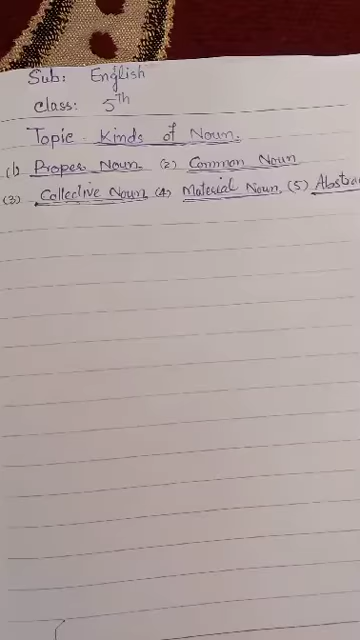 Sub: English
Class: 5th
Topic Kinds of Noun.
(1) Proper Noun (2) Common Noun
(3) Collective Noun (4) Material Noun, (5) Abstrac